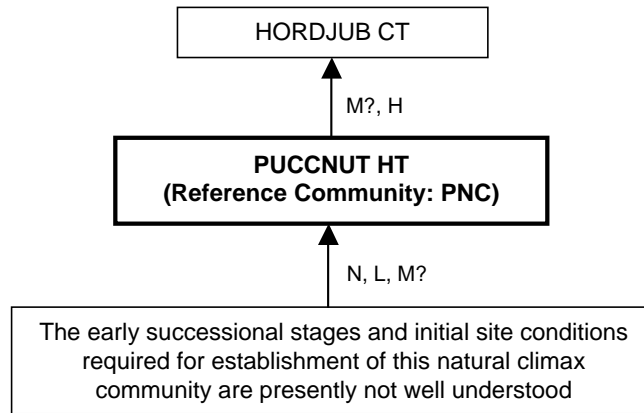 HORDJUB CT
M?, H
PUCCNUT HT
(Reference Community: PNC)
N, L, M?
The early successional stages and initial site conditions
required for establishment of this natural climax
community are presently not well understood